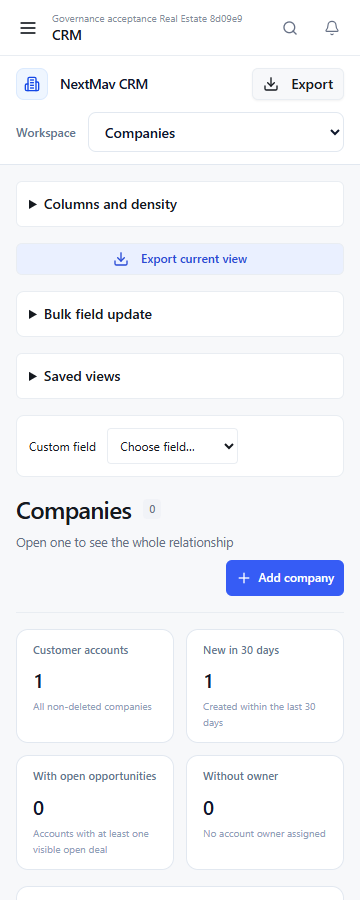 Governance acceptance Real Estate 8d09e9
CRM
NextMav CRM
Export
Workspace
Companies
Columns and density
Export current view
Bulk field update
Saved views
Custom field
Choose field...
Companies
0
Open one to see the whole relationship
Add company
Customer accounts
1
All non-deleted companies
New in 30 days
1
Created within the last 30
days
With open opportunities
0
Accounts with at least one
visible open deal
Without owner
0
No account owner assigned